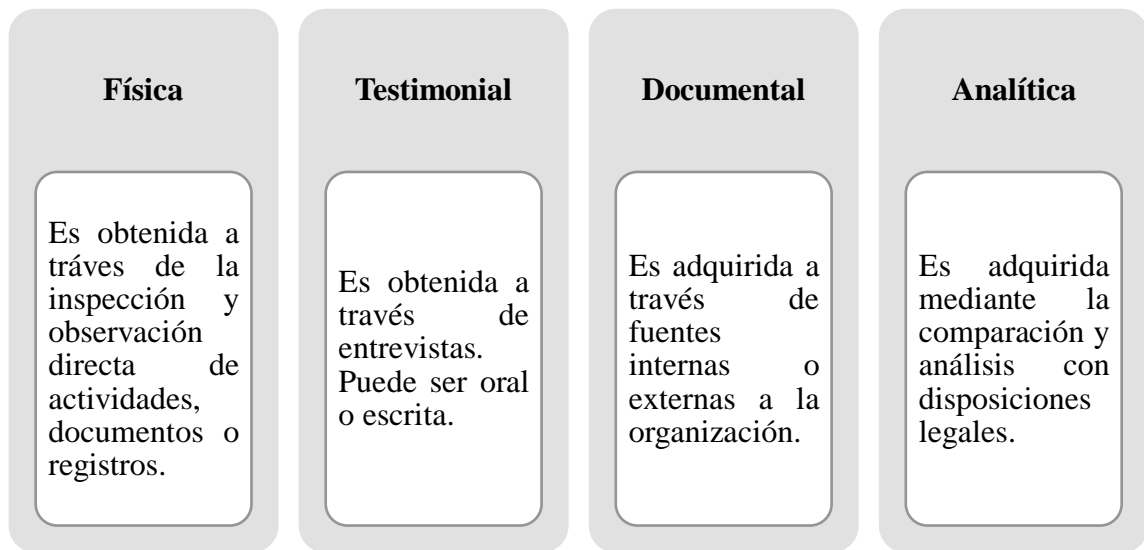 Física
Es obtenida a
tráves de la
inspección y
observación
directa de
actividades,
documentos o
registros.
Testimonial
Es obtenida a
través de
entrevistas.
Puede ser oral
o escrita.
Documental
Es adquirida a
través de
fuentes
internas o
externas a la
organización.
Analítica
Es adquirida
mediante la
comparación y
análisis con
disposiciones
legales.